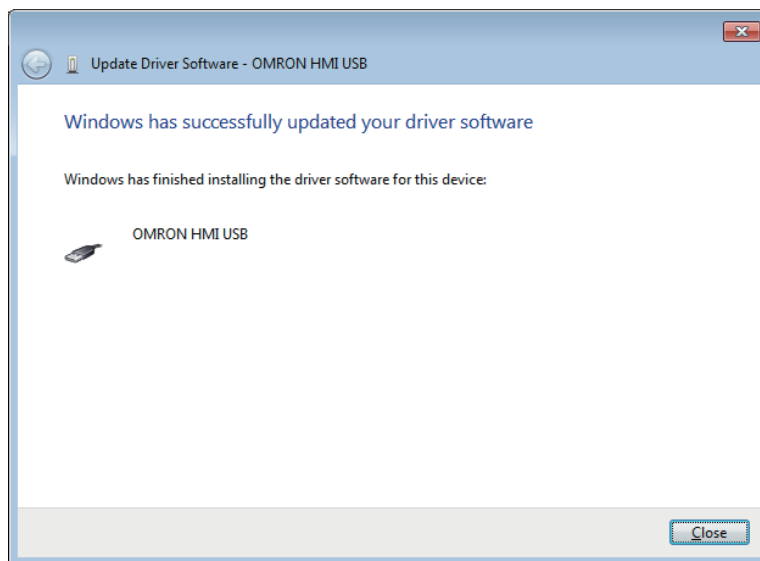 Update Driver Software - OMRON HMI USB
Windows has successfully updated your driver software
Windows has finished installing the driver software for this device:
OMRON HMI USB
Close